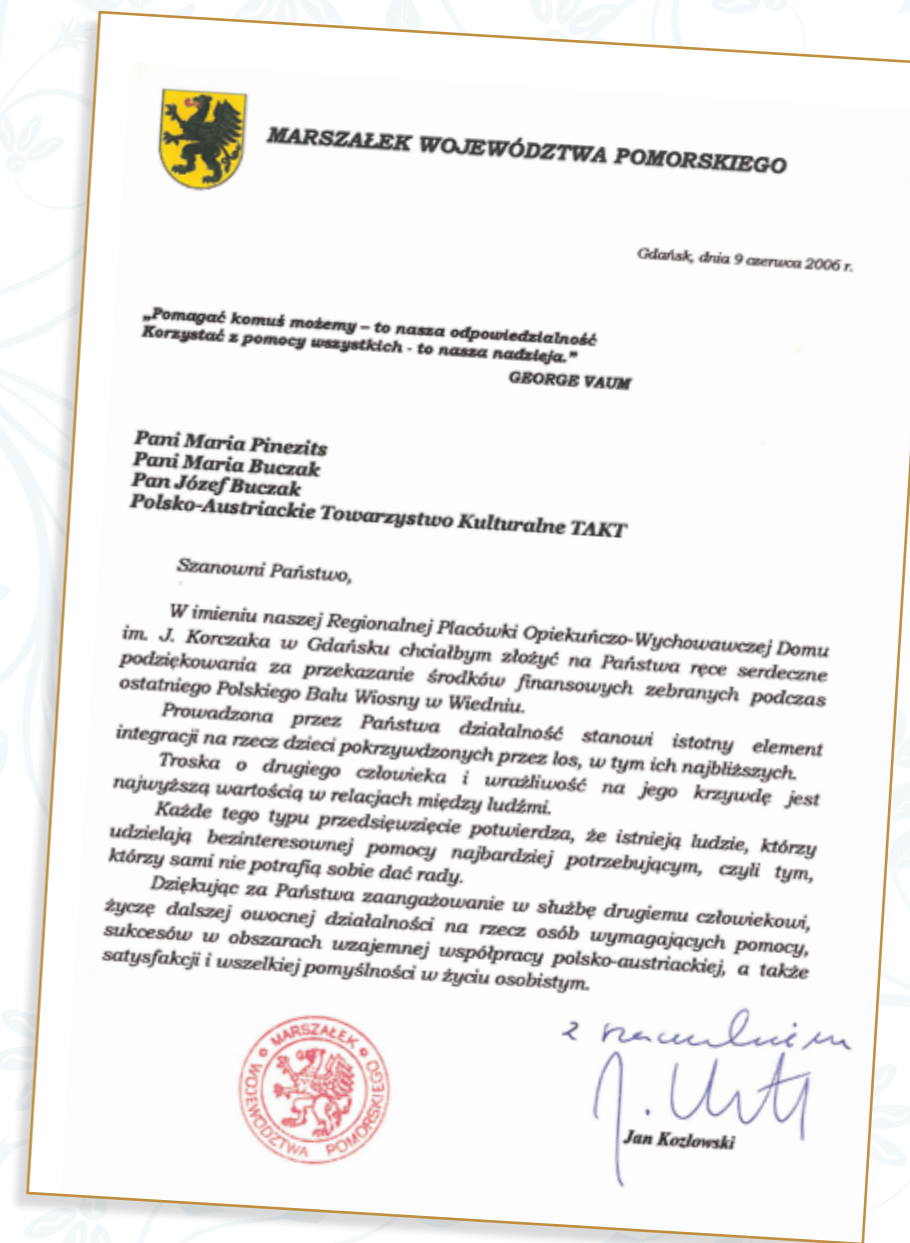 MARSZAŁEK WOJEWÓDZTWA POMORSKIEGO
Gdańsk, dnia 9 czerwca 2006 r.
„Pomagać komuś możemy – to nasza odpowiedzialność
Korzystać z pomocy wszystkich - to nasza nadzieja.”
GEORGE VAUM
Pani Maria Pinezits
Pani Maria Buczak
Pan Józef Buczak
Polsko-Austriackie Towarzystwo Kulturalne TAKT
Szanowni Państwo,
W imieniu naszej Regionalnej Placówki Opiekuńczo-Wychowawczej Domu
im. J. Korczaka w Gdańsku chciałbym złożyć na Państwa ręce serdeczne
podziękowania za przekazanie środków finansowych zebranych podczas
ostatniego Polskiego Balu Wiosny w Wiedniu.
Prowadzona przez Państwa działalność stanowi istotny element
integracji na rzecz dzieci pokrzywdzonych przez los, w tym ich najbliższych.
Troska o drugiego człowieka i wrażliwość na jego krzywdę jest
najwyższą wartością w relacjach między ludźmi.
Każde tego typu przedsięwzięcie potwierdza, że istnieją ludzie, którzy
udzielają bezinteresownej pomocy najbardziej potrzebującym, czyli tym,
którzy sami nie potrafią sobie dać rady.
Dziękując za Państwa zaangażowanie w służbę drugiemu człowiekowi,
życzę dalszej owocnej działalności na rzecz osób wymagających pomocy,
sukcesów w obszarach wzajemnej współpracy polsko-austriackiej, a także
satysfakcji i wszelkiej pomyślności w życiu osobistym.
MARSZAŁEK WOJEWÓDZTWA POMORSKIEGO
z szacunkiem
Jan Kozłowski